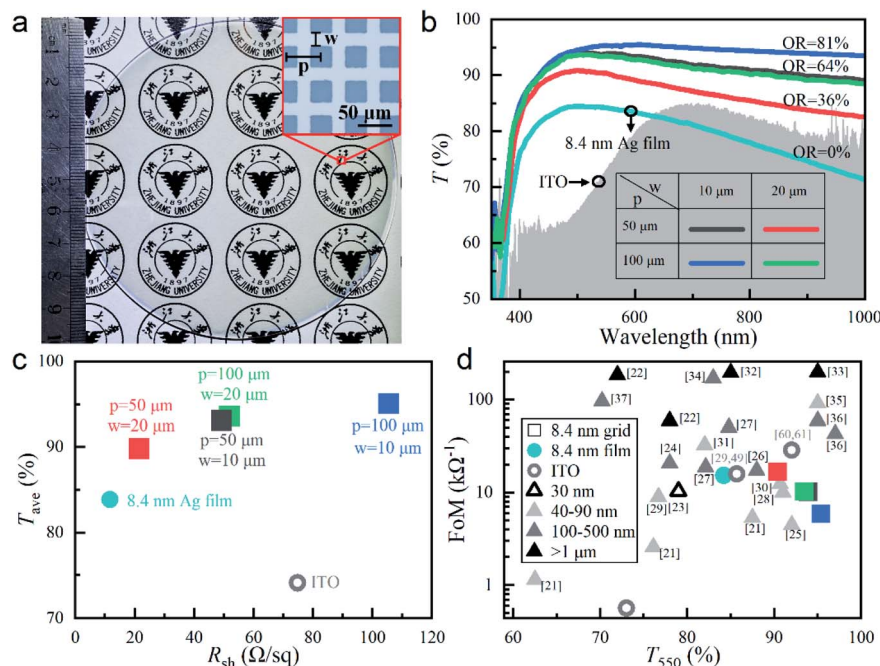 a
w
p
50 μm
ZHEJIANG UNIVERSITY
1897
b
T (%)
100
90
80
70
60
50
OR=81%
OR=64%
OR=36%
OR=0%
8.4 nm Ag film
ITO
w
p
10 μm
20 μm
50 μm
100 μm
400
600
800
1000
Wavelength (nm)
c
T_ave (%)
100
90
80
70
p=100 μm
w=20 μm
p=50 μm
w=20 μm
p=50 μm
w=10 μm
p=100 μm
w=10 μm
8.4 nm Ag film
ITO
0
20
40
60
80
100
120
R_sh (Ω/sq)
d
FoM (kΩ⁻¹)
100
10
1
[22]
[32]
[33]
[34]
[37]
[35]
[22]
[27]
[36]
[60,61]
[36]
[24]
[31]
[29,49]
[26]
[27]
[30]
[28]
[29]
[23]
[21]
[25]
[21]
[21]
8.4 nm grid
8.4 nm film
ITO
30 nm
40-90 nm
100-500 nm
>1 μm
60
70
80
90
100
T₅₅₀ (%)